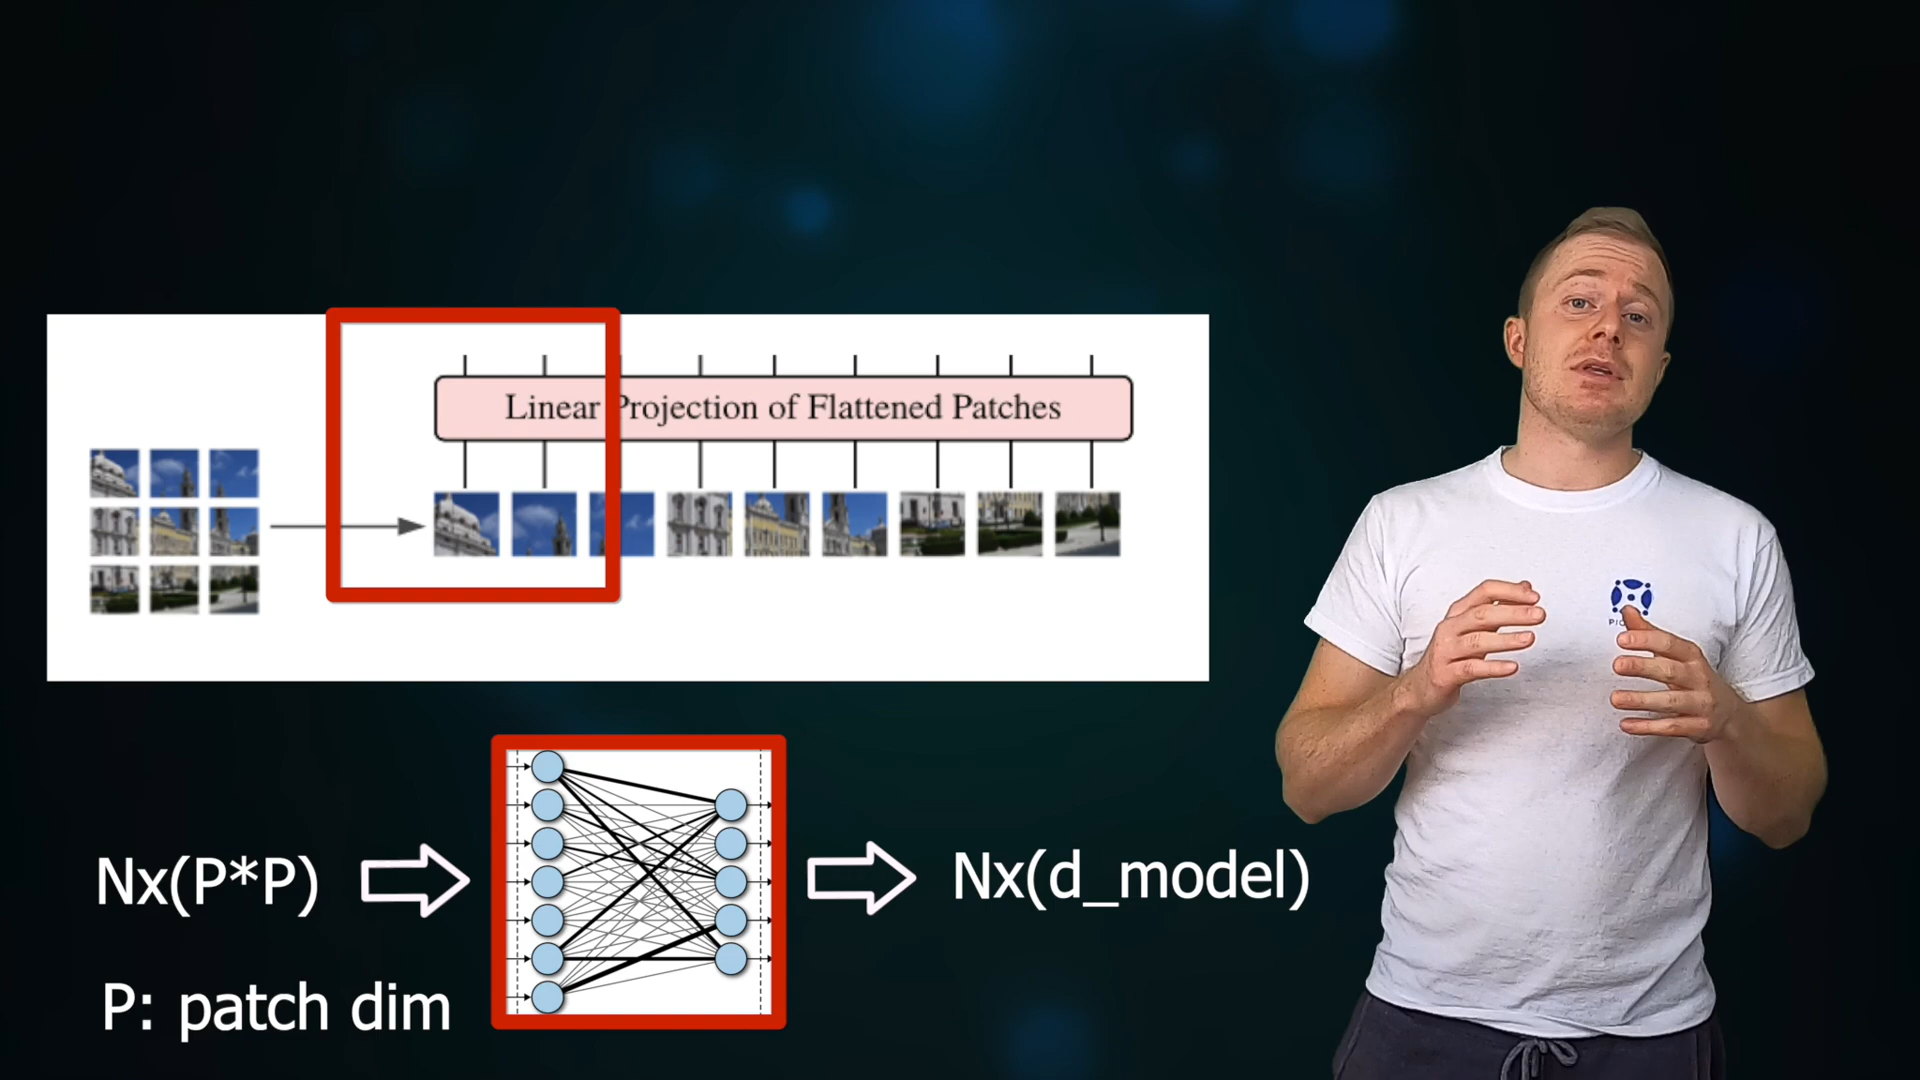 Linear Projection of Flattened Patches
Nx(P*P)
Nx(d_model)
P: patch dim